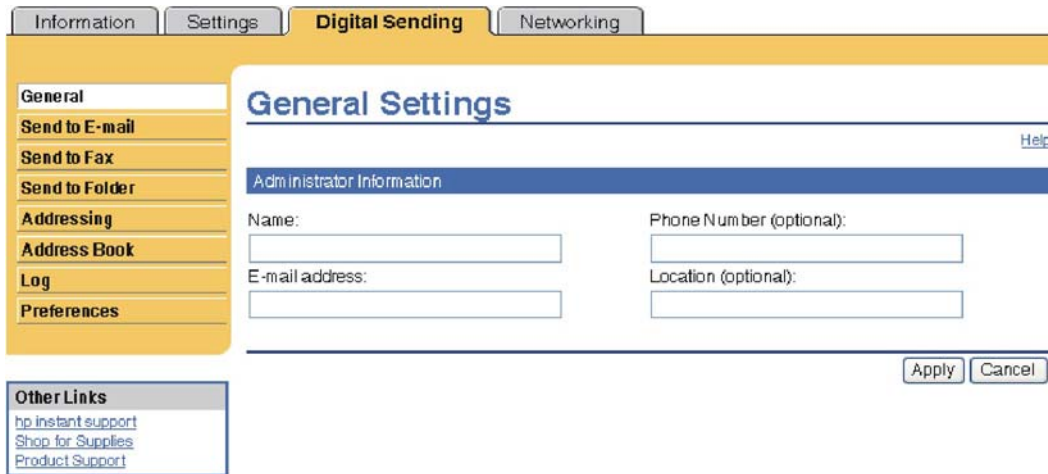 Information Settings Digital Sending Networking
General
Send to E-mail
Send to Fax
Send to Folder
Addressing
Address Book
Log
Preferences
Other Links
hp instant support
Shop for Supplies
Product Support
General Settings
Help
Administrator Information
Name: Phone Number (optional):
E-mail address: Location (optional):
Apply Cancel